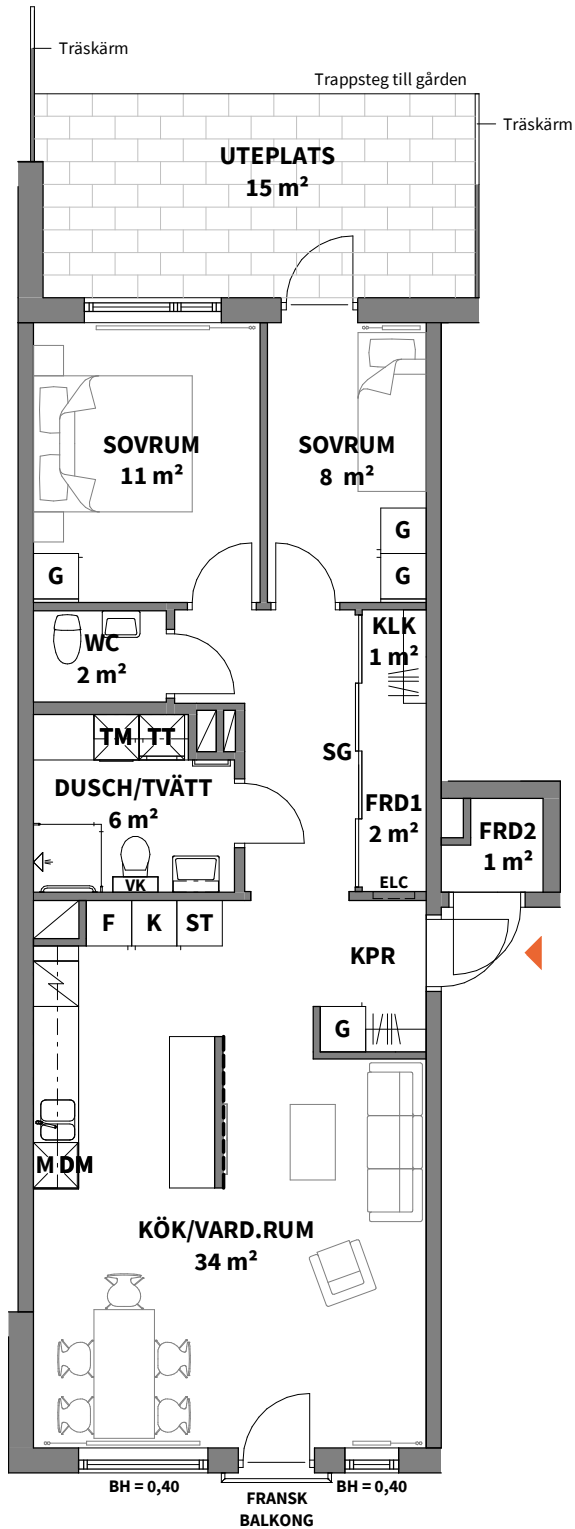 Träskärm
Trappsteg till gården
Träskärm
UTEPLATS
15 m²
SOVRUM
11 m²
SOVRUM
8 m²
G
G
G
WC
2 m²
KLK
1 m²
TM
TT
SG
DUSCH/TVÄTT
6 m²
FRD1
2 m²
FRD2
1 m²
VK
ELC
F
K
ST
KPR
G
M
DM
KÖK/VARD.RUM
34 m²
BH = 0,40
BH = 0,40
FRANSK
BALKONG